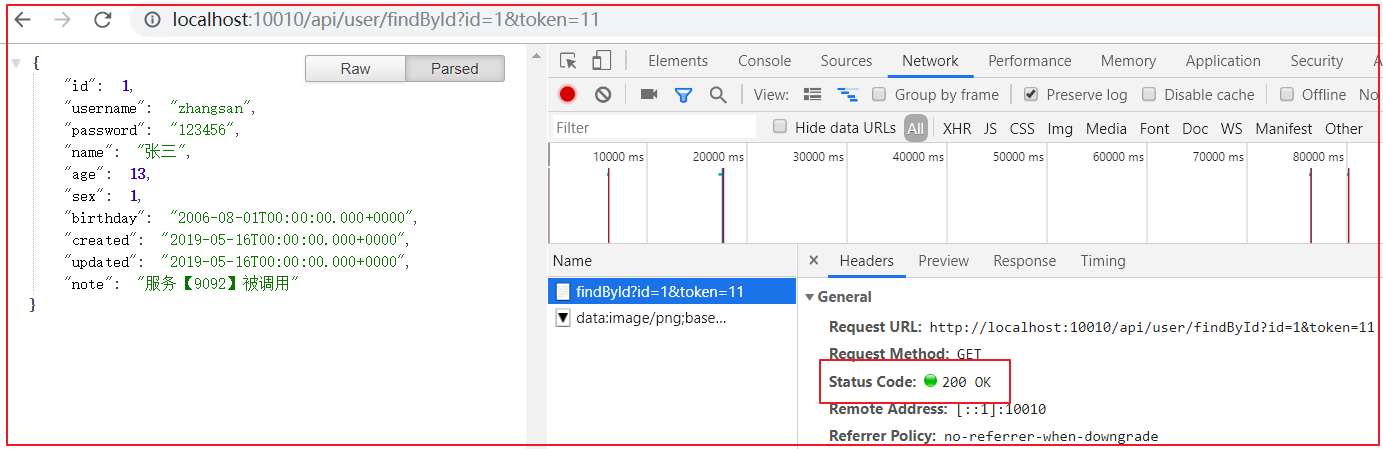 localhost:10010/api/user/findById?id=1&token=11
{
Raw Parsed
"id": 1,
"username": "zhangsan",
"password": "123456",
"name": "张三",
"age": 13,
"sex": 1,
"birthday": "2006-08-01T00:00:00.000+0000",
"created": "2019-05-16T00:00:00.000+0000",
"updated": "2019-05-16T00:00:00.000+0000",
"note": "服务【9092】被调用"
}
Elements Console Sources Network Performance Memory Application Security A
View: Group by frame Preserve log Disable cache Offline No
Filter Hide data URLs All XHR JS CSS Img Media Font Doc WS Manifest Other
10000 ms 20000 ms 30000 ms 40000 ms 50000 ms 60000 ms 70000 ms 80000 ms
Name
findById?id=1&token=11
data:image/png;base...
× Headers Preview Response Timing
General
Request URL: http://localhost:10010/api/user/findById?id=1&token=11
Request Method: GET
Status Code: 200 OK
Remote Address: [::1]:10010
Referrer Policy: no-referrer-when-downgrade